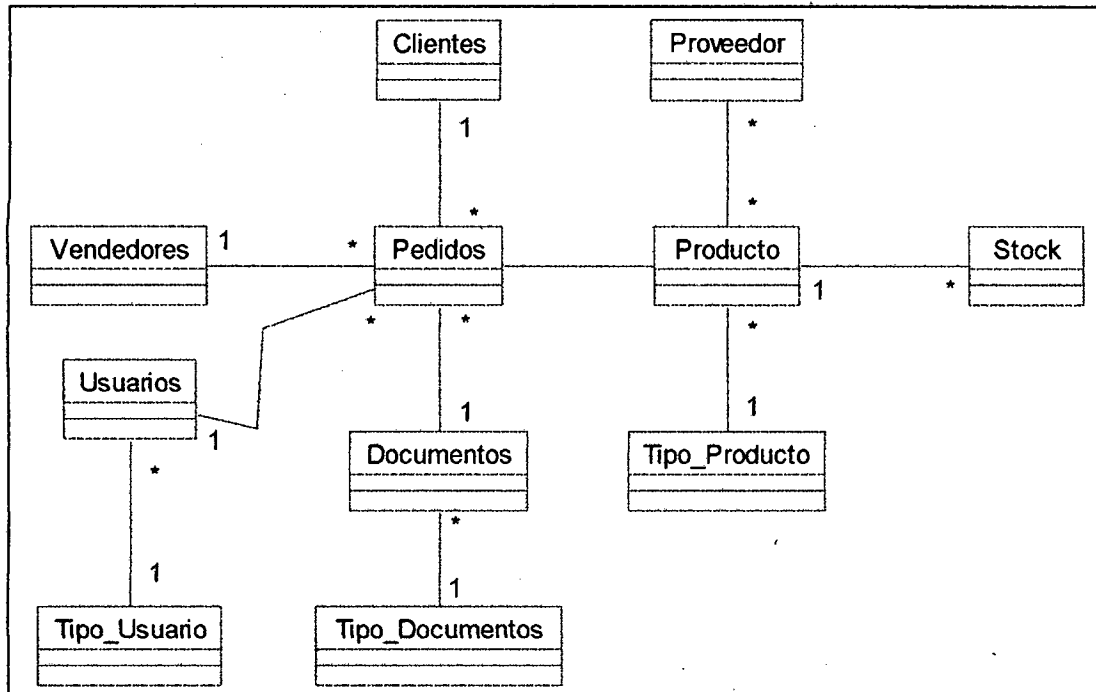 Clientes
Proveedor
1
*
*
*
Vendedores
1
*
Pedidos
Producto
1
*
Stock
*
*
*
Usuarios
1
*
1
Documentos
1
Tipo_Producto
*
1
1
Tipo_Usuario
Tipo_Documentos